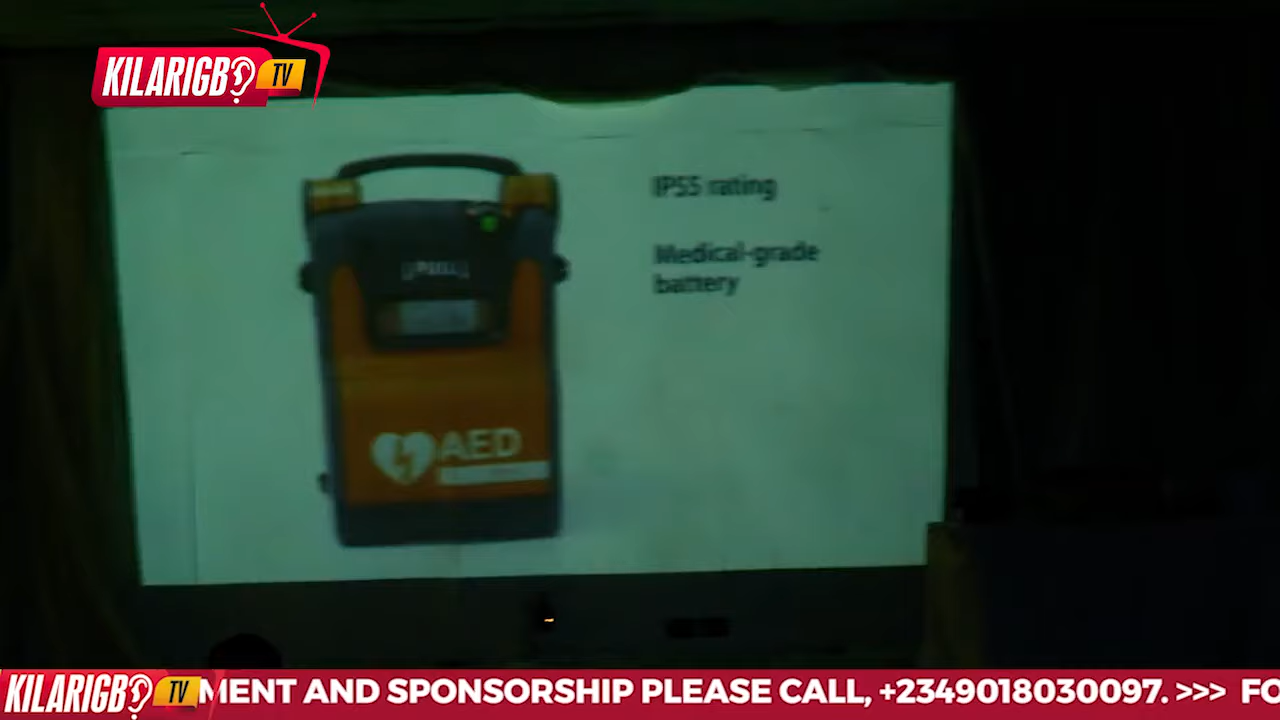 KILARIGBO TV
IP55 rating
Medical-grade
battery
[PULL]
AED
KILARIGBO TV
MENT AND SPONSORSHIP PLEASE CALL, +2349018030097. >>> FO